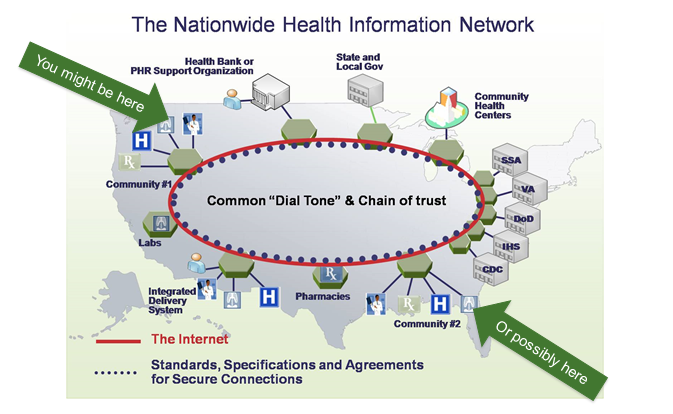 The Nationwide Health Information Network
You might be here
Health Bank or
PHR Support Organization
State and
Local Gov
Community
Health
Centers
H
Rx
Community #1
SSA
VA
DoD
IHS
CDC
Common “Dial Tone” & Chain of trust
Labs
Integrated
Delivery
System
H
Rx
Pharmacies
Rx
H
Community #2
Or possibly here
The Internet
Standards, Specifications and Agreements
for Secure Connections